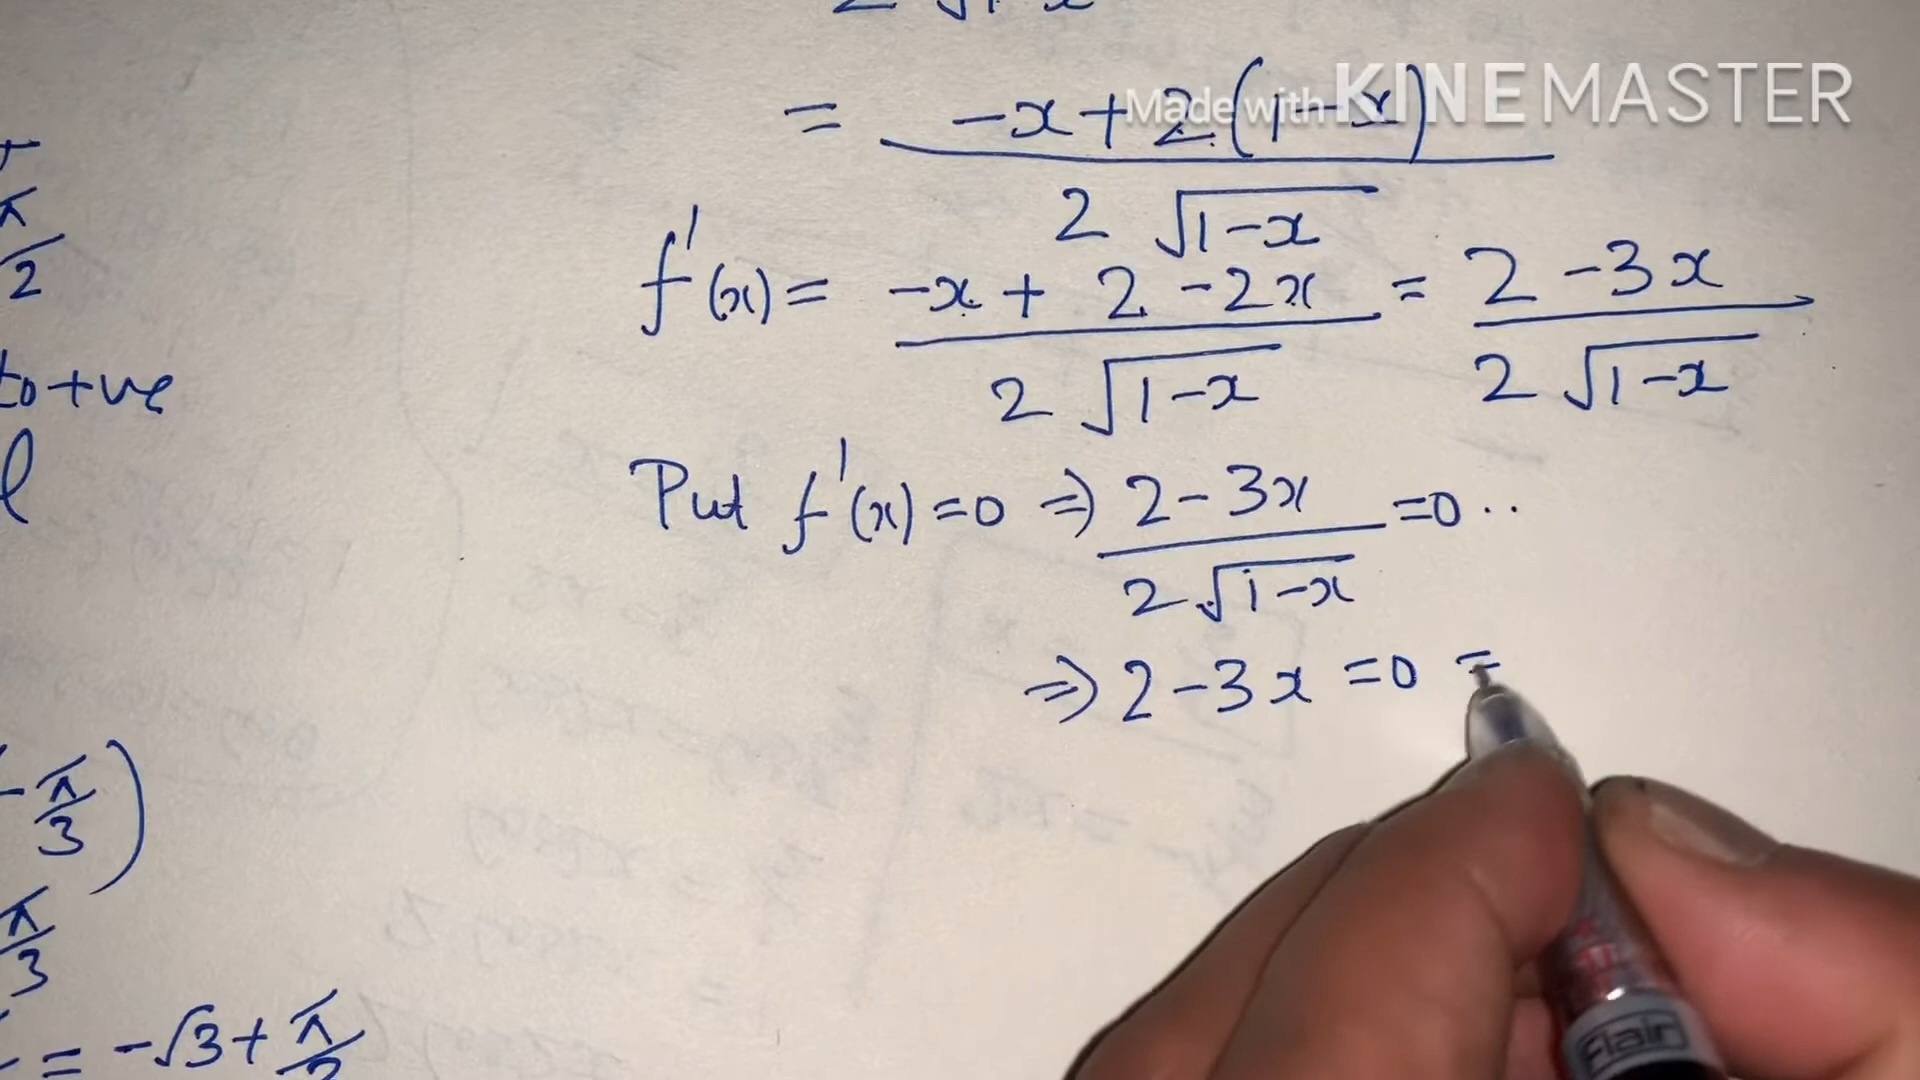 Made with KINEMASTER
= -x + 2(1-x) / 2√(1-x)
f'(x) = -x + 2 - 2x / 2√(1-x) = 2 - 3x / 2√(1-x)
Put f'(x) = 0 ⇒ 2 - 3x / 2√(1-x) = 0 ..
⇒ 2 - 3x = 0 =
π/2
to +ve
- π/3 )
π/3
= -√3 + π
Flair